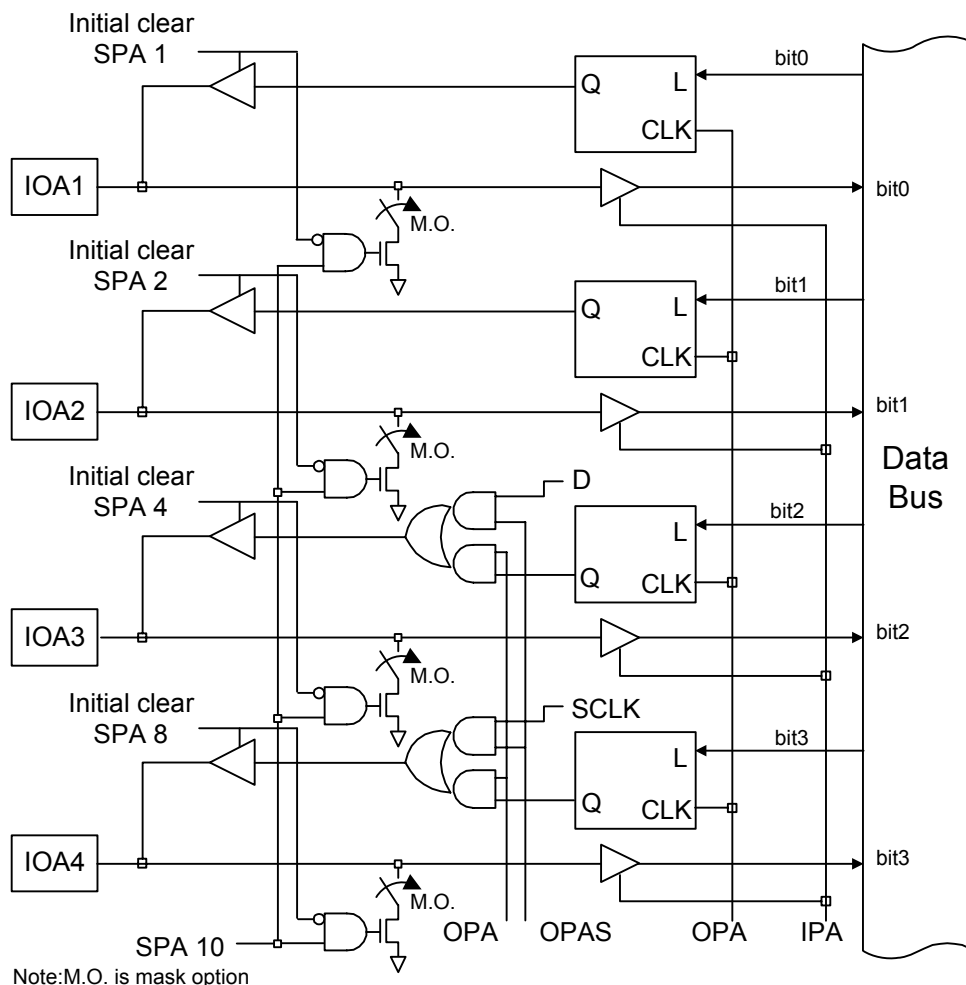 Initial clear
SPA 1
Q
L
CLK
bit0
IOA1
bit0
M.O.
Initial clear
SPA 2
Q
L
CLK
bit1
IOA2
bit1
M.O.
Data
Bus
Initial clear
SPA 4
D
L
Q
CLK
bit2
IOA3
bit2
M.O.
Initial clear
SPA 8
SCLK
L
Q
CLK
bit3
IOA4
bit3
M.O.
SPA 10
OPA
OPAS
OPA
IPA
Note:M.O. is mask option